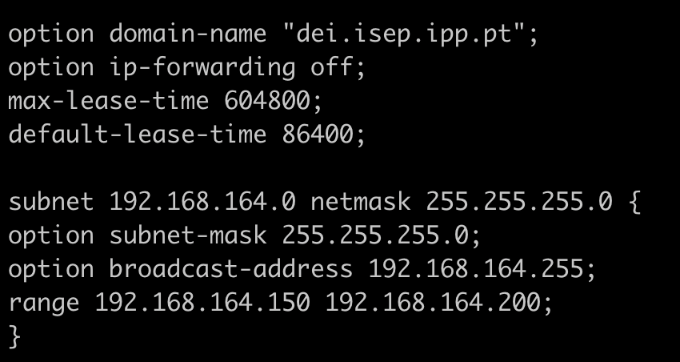 option domain-name "dei.isep.ipp.pt";
option ip-forwarding off;
max-lease-time 604800;
default-lease-time 86400;
subnet 192.168.164.0 netmask 255.255.255.0 {
option subnet-mask 255.255.255.0;
option broadcast-address 192.168.164.255;
range 192.168.164.150 192.168.164.200;
}